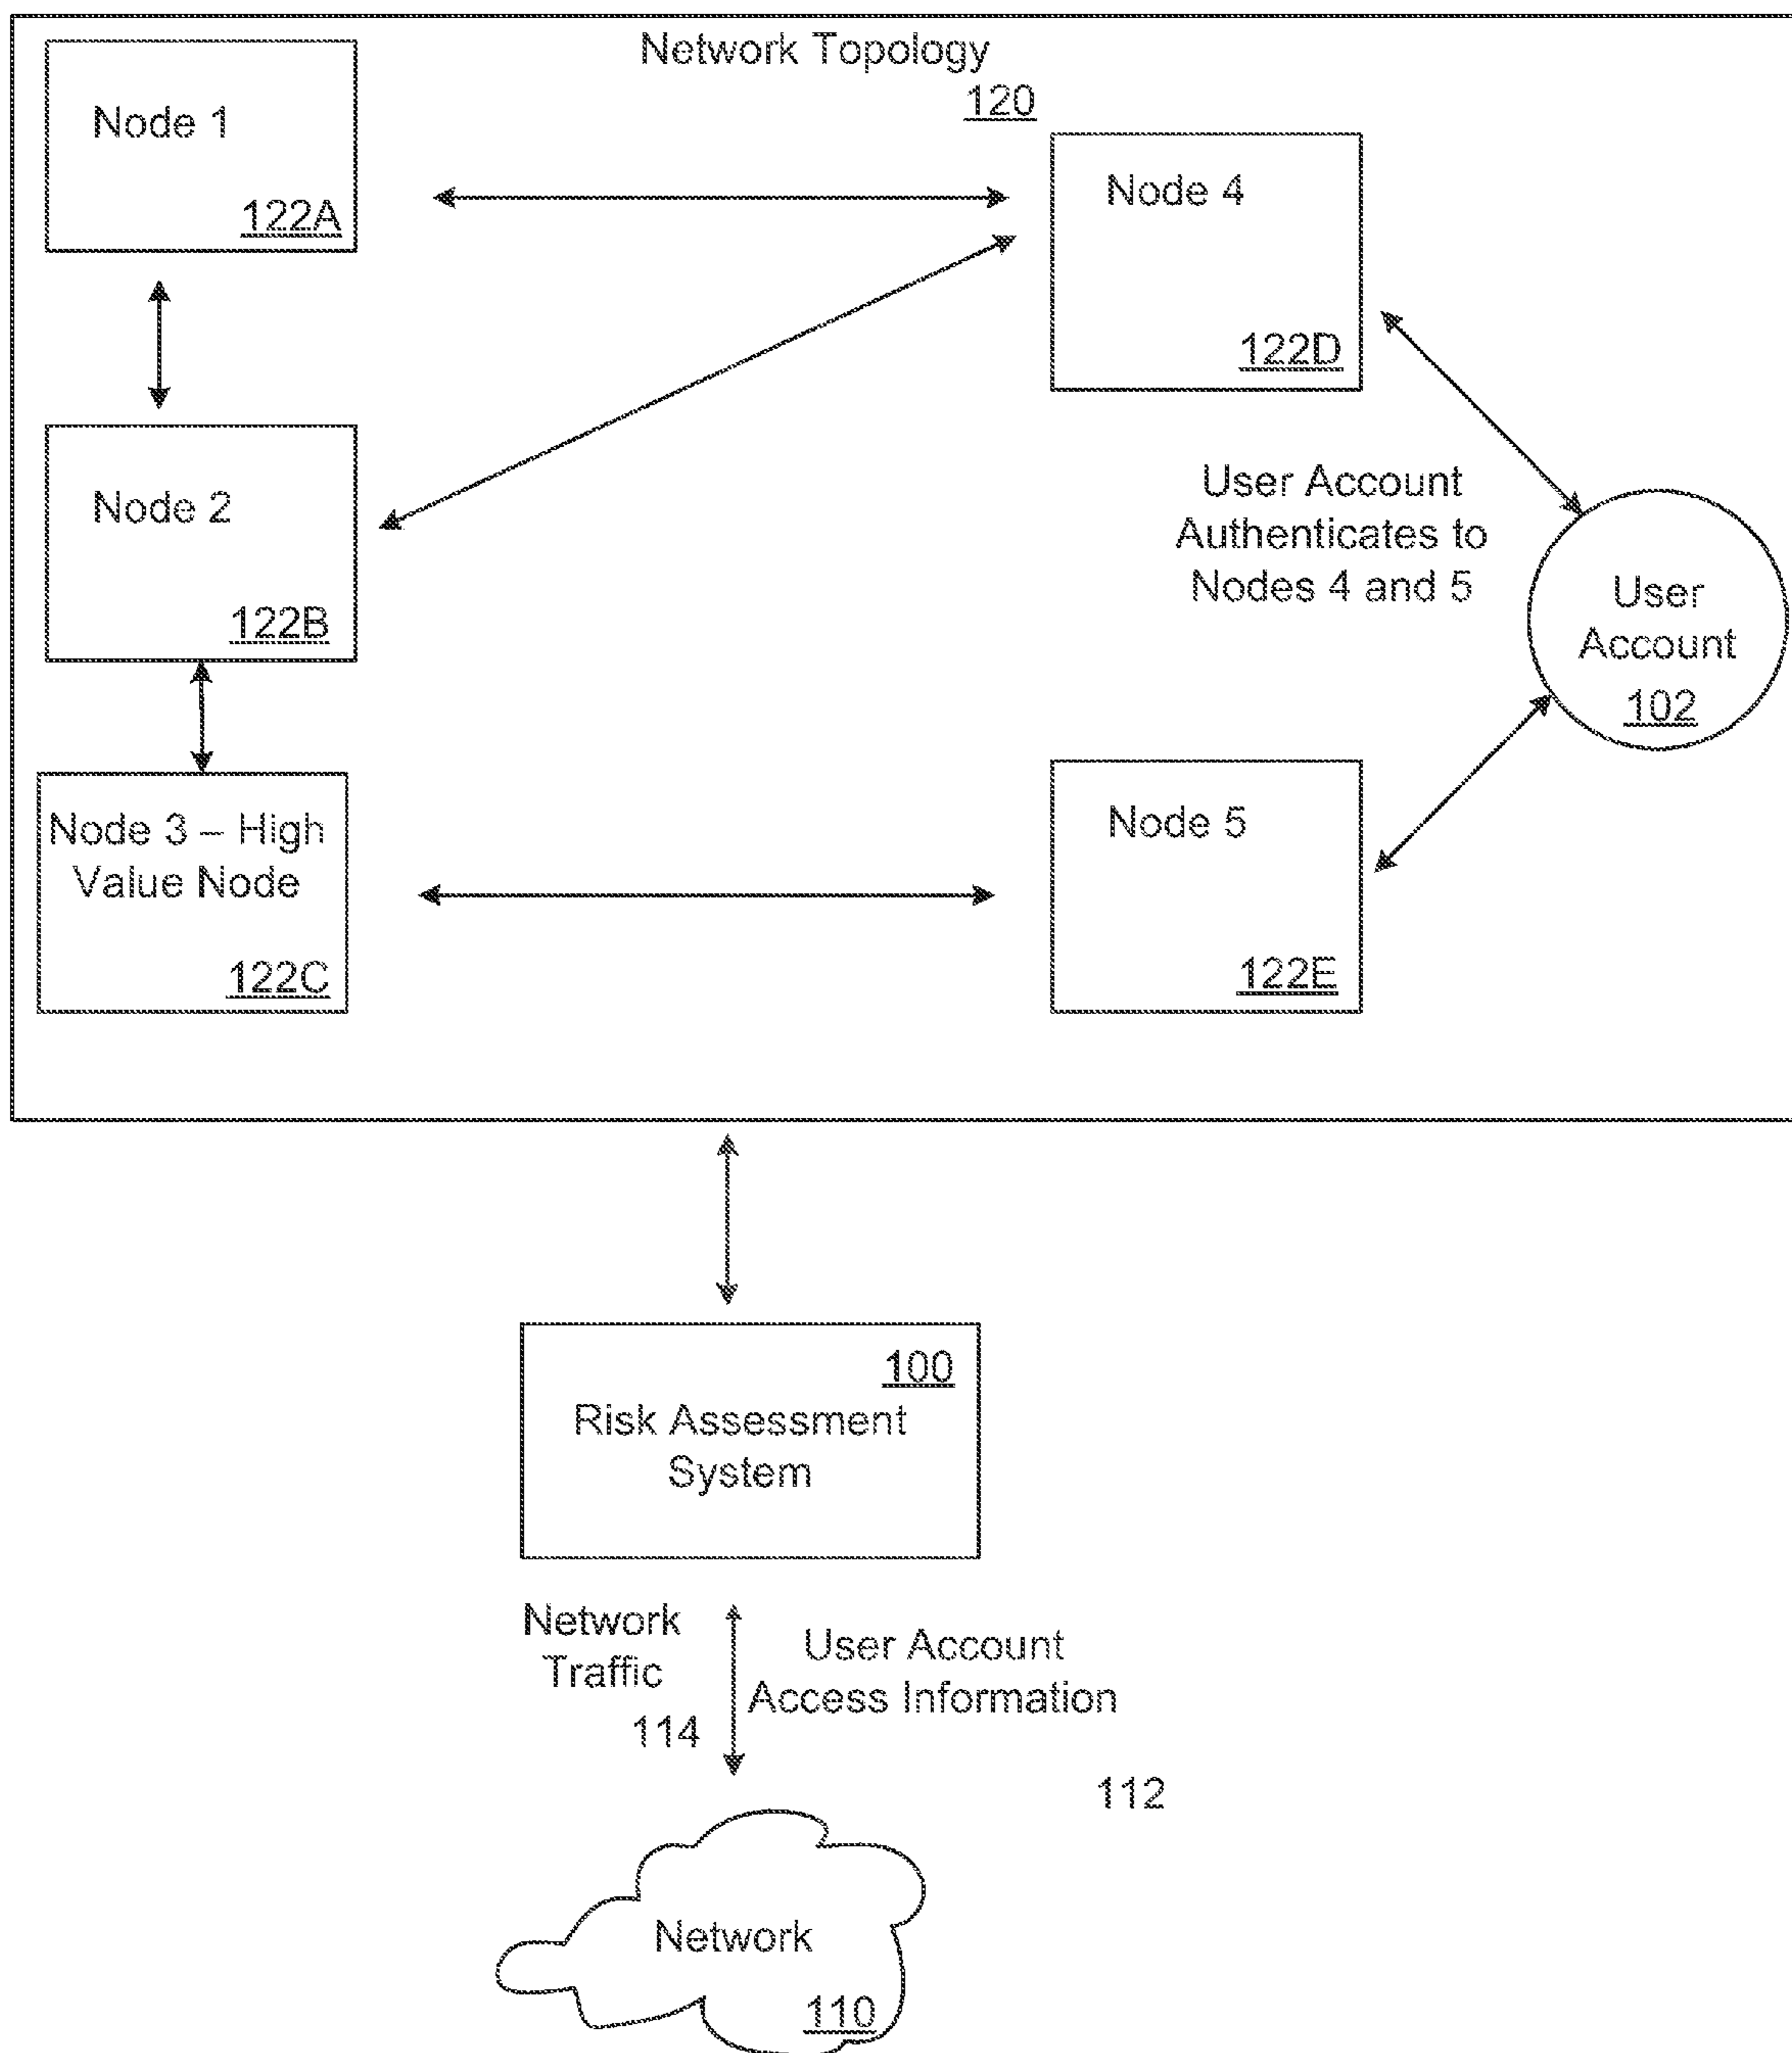 Network Topology
120
Node 1
122A
Node 4
122D
Node 2
122B
User Account
Authenticates to
Nodes 4 and 5
User
Account
102
Node 3 – High
Value Node
122C
Node 5
122E
100
Risk Assessment
System
Network
Traffic
114
User Account
Access Information
112
Network
110